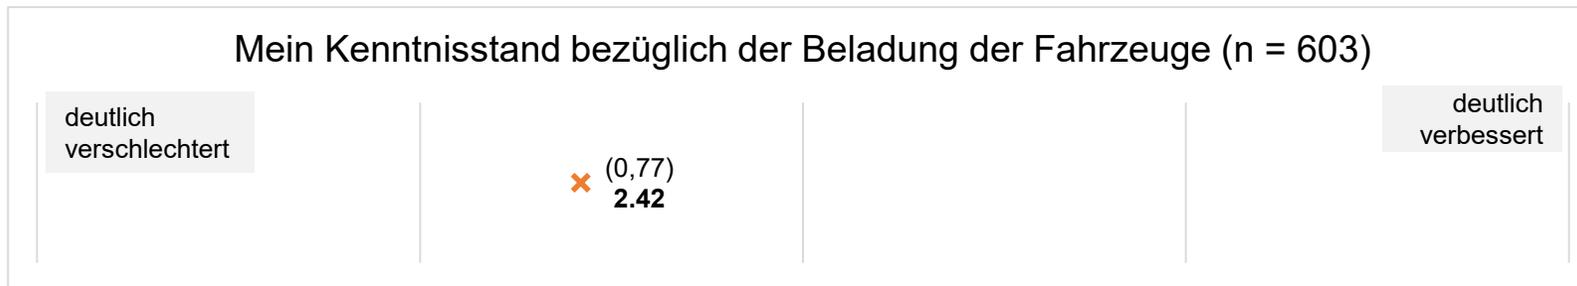 Mein Kenntnisstand bezüglich der Beladung der Fahrzeuge (n = 603)
deutlich
verschlechtert
deutlich
verbessert
(0,77)
2.42